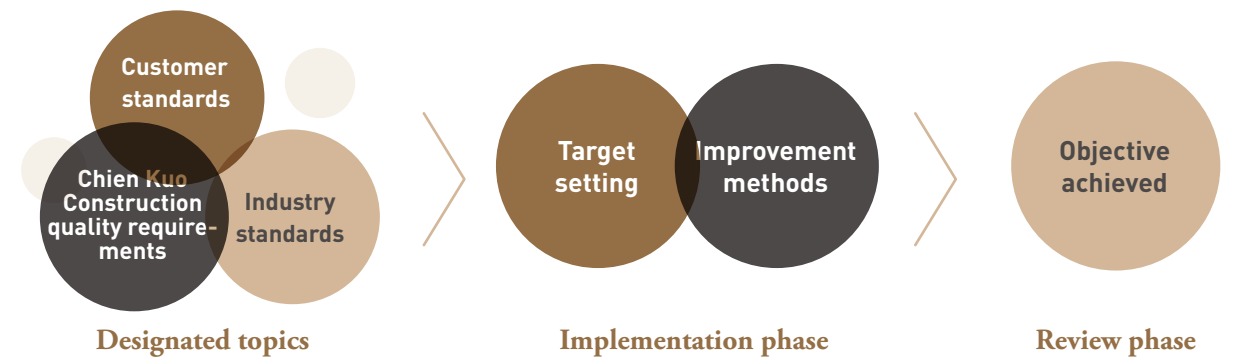 Customer
standards
Chien Kuo
Construction
quality require-
ments
Industry
standards
Designated topics
Target
setting
Improvement
methods
Implementation phase
Objective
achieved
Review phase